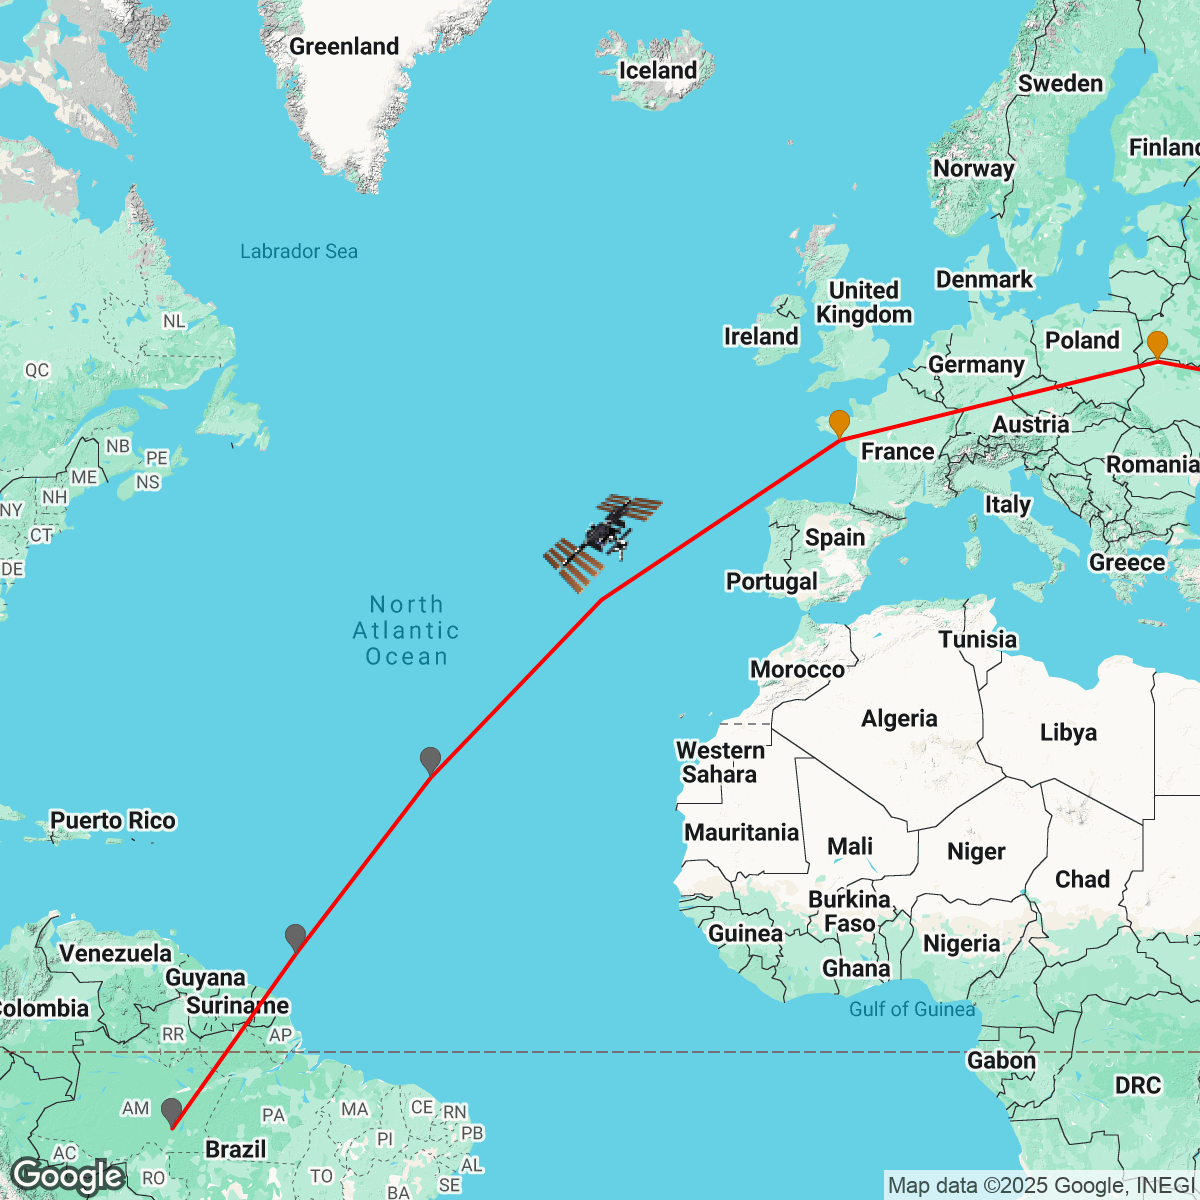 Greenland
Iceland
Sweden
Finland
Norway
Labrador Sea
Denmark
United
Kingdom
NL
Ireland
Poland
Germany
QC
Austria
France
NB
PE
Romania
ME
NS
NH
Italy
NY
CT
Spain
Greece
DE
Portugal
North
Atlantic
Ocean
Tunisia
Morocco
Algeria
Libya
Western
Sahara
Puerto Rico
Mauritania
Mali
Niger
Chad
Burkina
Faso
Guinea
Nigeria
Venezuela
Ghana
Guyana
Colombia
Suriname
Gulf of Guinea
RR
AP
Gabon
DRC
AM
PA
MA
CE
RN
PB
PI
Brazil
AC
AL
RO
TO
SE
BA
Google
Map data ©2025 Google, INEGI